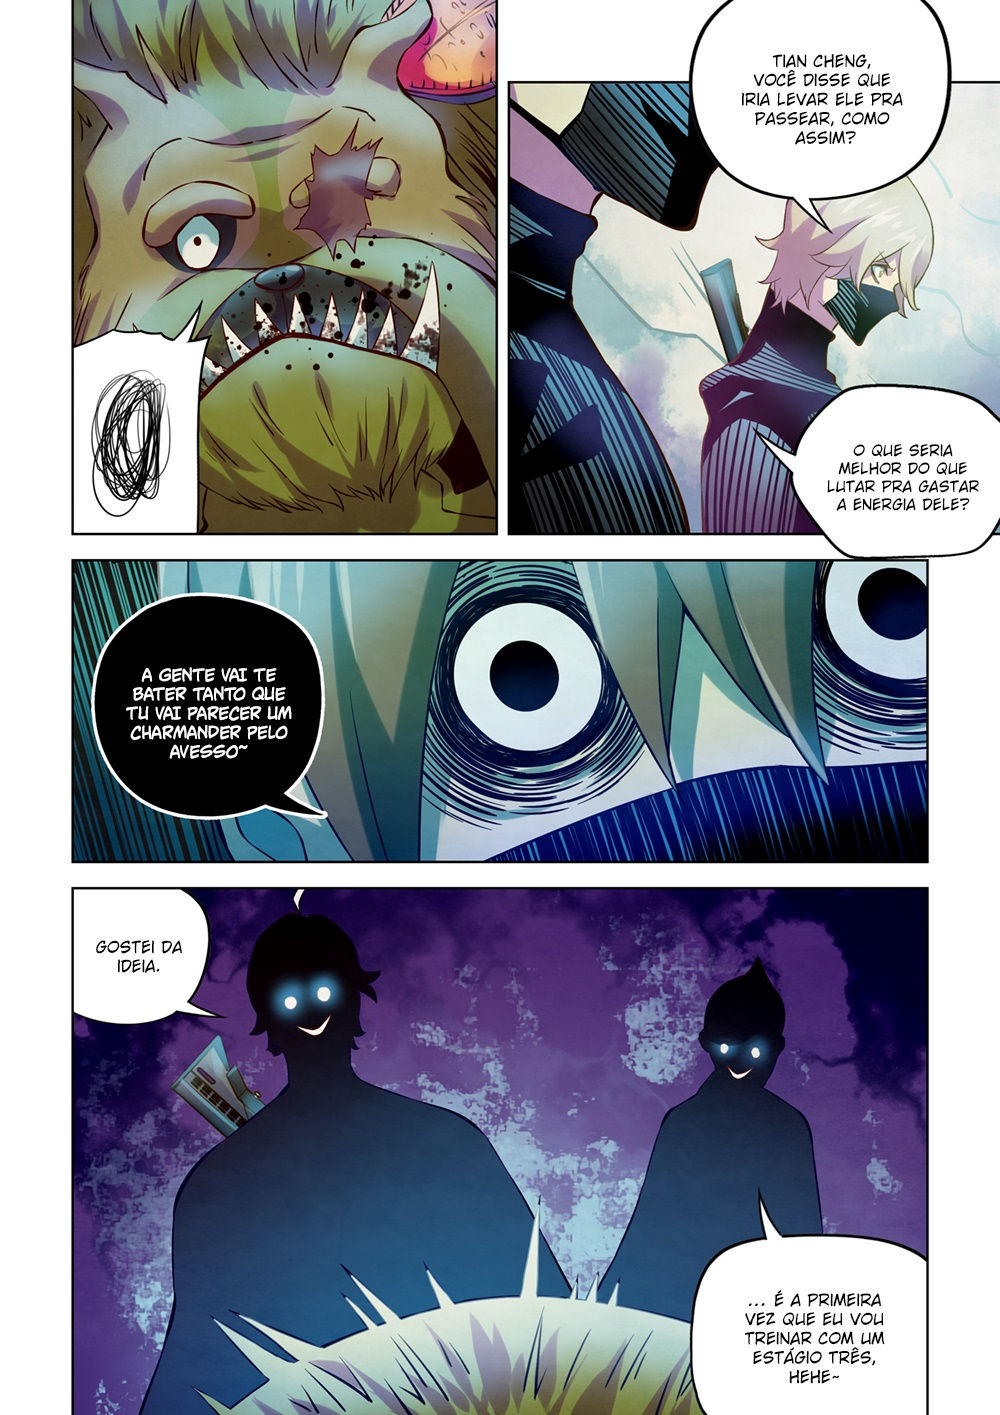 TIAN CHENG,
VOCÊ DISSE QUE
IRIA LEVAR ELE PRA
PASSEAR, COMO
ASSIM?
O QUE SERIA
MELHOR DO QUE
LUTAR PRA GASTAR
A ENERGIA DELE?
A GENTE VAI TE
BATER TANTO QUE
TU VAI PARECER UM
CHARMANDER PELO
AVESSO~
GOSTEI DA
IDEIA.
... É A PRIMEIRA
VEZ QUE EU VOU
TREINAR COM UM
ESTÁGIO TRÊS,
HEHE~